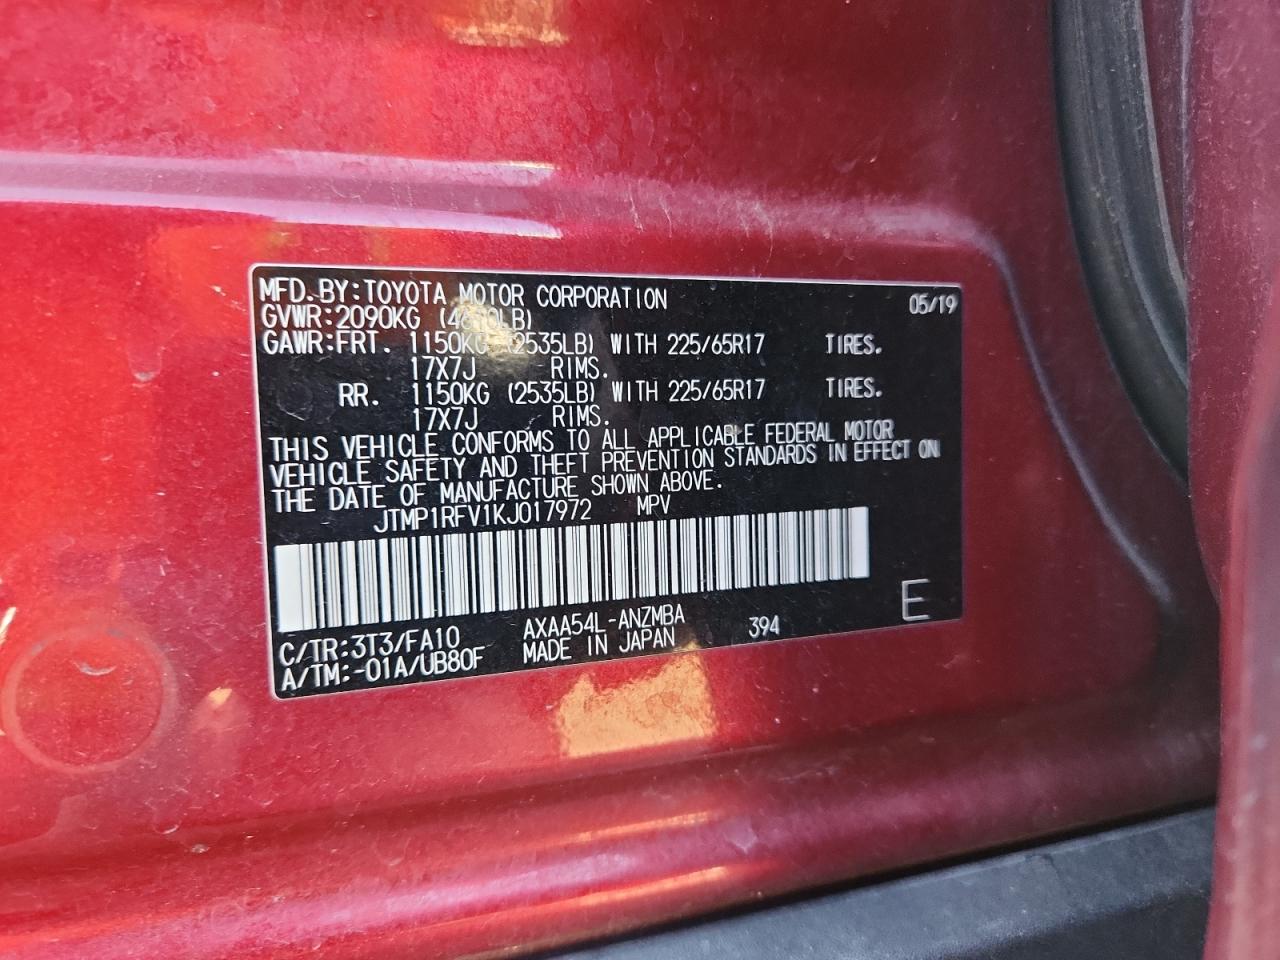 MFD. BY:TOYOTA MOTOR CORPORATION 05/19
GVWR:2090KG (4610LB)
GAWR:FRT. 1150KG (2535LB) WITH 225/65R17 TIRES.
17X7J RIMS.
RR. 1150KG (2535LB) WITH 225/65R17 TIRES.
17X7J RIMS.
THIS VEHICLE CONFORMS TO ALL APPLICABLE FEDERAL MOTOR
VEHICLE SAFETY AND THEFT PREVENTION STANDARDS IN EFFECT ON
THE DATE OF MANUFACTURE SHOWN ABOVE.
JTMP1RFV1KJ017972 MPV
C/TR:3T3/FA10 AXAA54L-ANZMBA 394 E
A/TM:-01A/UB80F MADE IN JAPAN